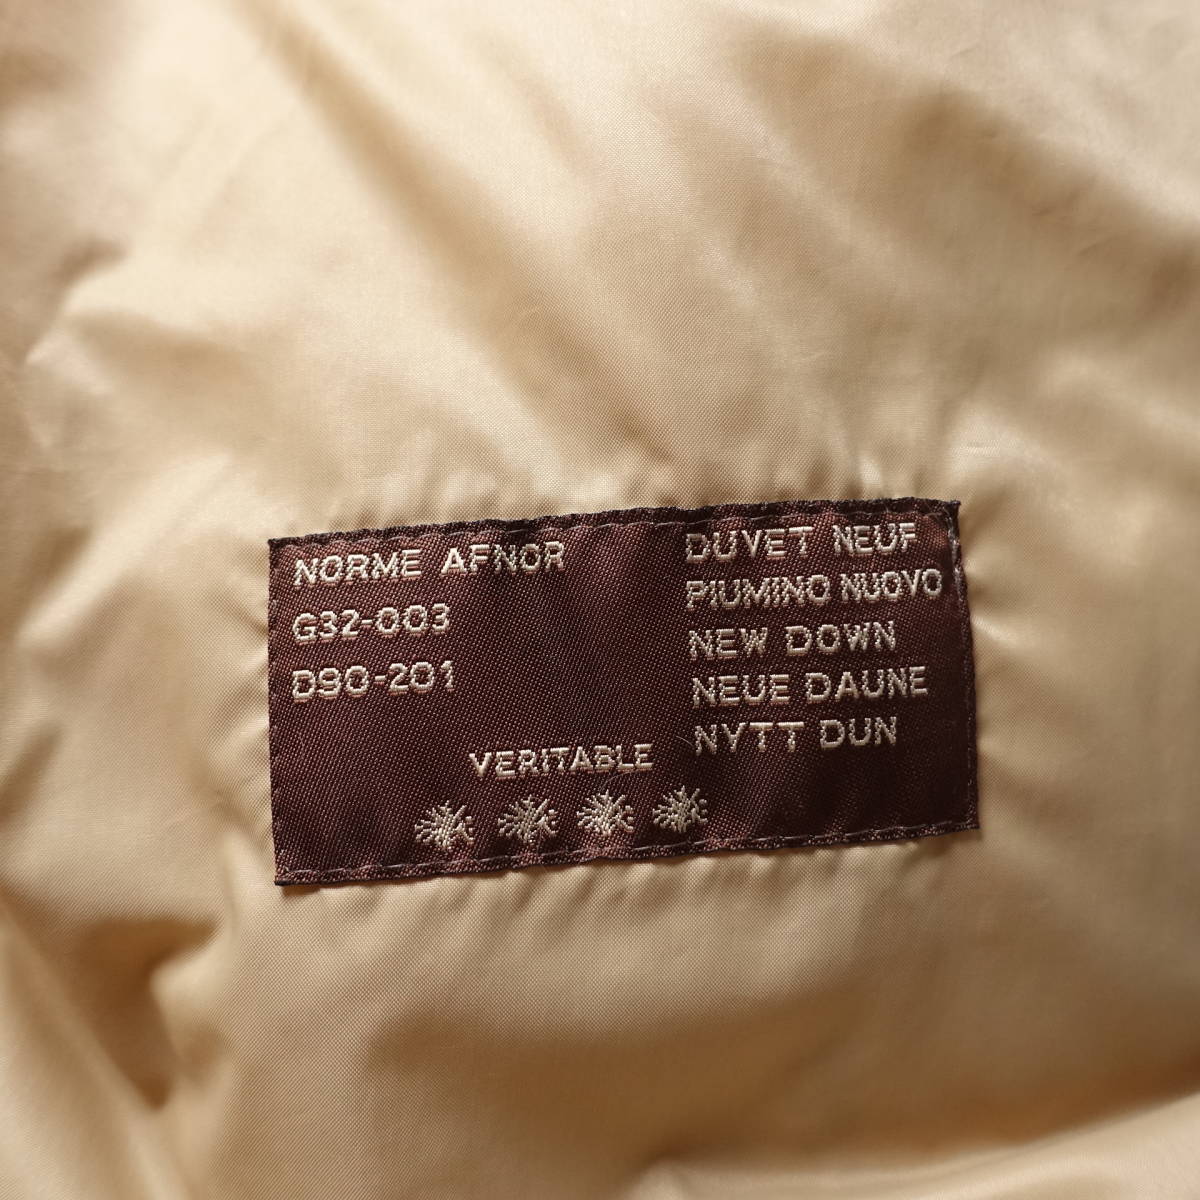 NORME AFNOR
G32-003
D90-201
DUVET NEUF
PIUMINO NUOVO
NEW DOWN
NEUE DAUNE
NYTT DUN
VERITABLE